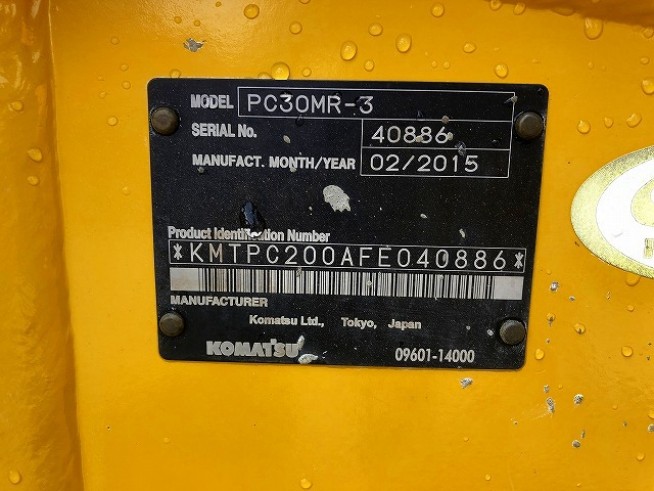 MODEL PC30MR-3
SERIAL No. 40886
MANUFACT. MONTH/YEAR 02/2015
Product Identification Number
*KMTPC200AFE040886*
MANUFACTURER
Komatsu Ltd., Tokyo, Japan
KOMATSU 09601-14000